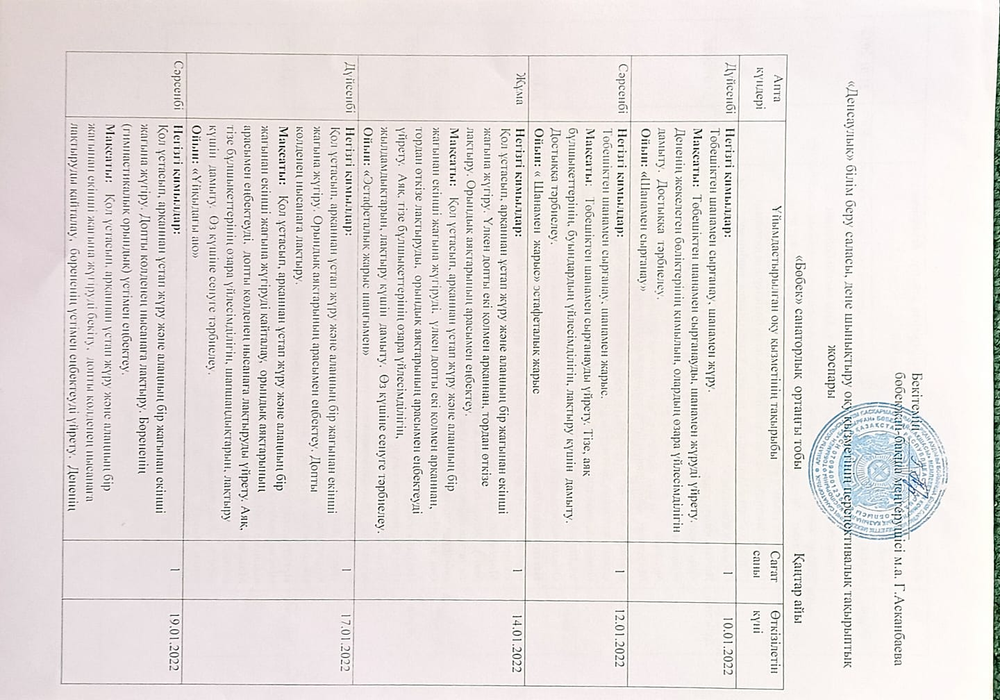 Бекітемін
бөбекжай-бақша меңгерушісі м.а. Г.Асканбаева
«Денсаулық» білім беру саласы, дене шынықтыру оқу қызметінің перспективалық тақырыптық
жоспары
«Бөбек» санаторлық ортаңғы тобы Қаңтар айы
Апта
күндері
Ұйымдастырылған оқу қызметінің тақырыбы
Сағат
саны
Өткізілетін
күні
Дүйсенбі
Негізгі қимылдар:
Төбешіктен шанамен сырғанау, шанамен жүру.
Мақсаты: Төбешіктен шанамен сырғанауды, шанамен жүруді үйрету.
Дененің жекелеген бөліктерінің қимылын, олардың өзара үйлесімділігін
дамыту. Достыққа тәрбиелеу.
Ойын: «Шанамен сырғанау»
1
10.01.2022
Сәрсенбі
Негізгі қимылдар:
Төбешіктен шанамен сырғанау, шанамен жарыс.
Мақсаты: Төбешіктен шанамен сырғанауды үйрету. Тізе, аяқ
бұлшықеттерінің, буындардың үйлесімділігін, лақтыру күшін дамыту.
Достыққа тәрбиелеу.
Ойын: « Шанамен жарыс» эстафеталық жарыс
1
12.01.2022
Жұма
Негізгі қимылдар:
Қол ұстасып, арқаннан ұстап жүру және алаңның бір жағынан екінші
жағына жүгіру. Үлкен допты екі қолмен арқаннан, тордан өткізе
лақтыру. Орындық аяқтарының арасымен еңбектеу.
Мақсаты: Қол ұстасып, арқаннан ұстап жүру және алаңның бір
жағынан екінші жағына жүгіруді, үлкен допты екі қолмен арқаннан,
тордан өткізе лақтыруды, орындық аяқтарының арасымен еңбектеуді
үйрету. Аяқ, тізе бұлшықеттерінің өзара үйлесімділігін,
жылдамдықтарын, лақтыру күшін дамыту. Өз күшіне сенуге тәрбиелеу.
Ойын: «Эстафеталық жарыс шаңғымен»
1
14.01.2022
Дүйсенбі
Негізгі қимылдар:
Қол ұстасып, арқаннан ұстап жүру және алаңның бір жағынан екінші
жағына жүгіру. Орындық аяқтарының арасымен еңбектеу. Допты
көлденең нысанаға лақтыру.
Мақсаты: Қол ұстасып, арқаннан ұстап жүру және алаңның бір
жағынан екінші жағына жүгіруді қайталау, орындық аяқтарының
арасымен еңбектеуді, допты көлденең нысанаға лақтыруды үйрету. Аяқ,
тізе бұлшықеттерінің өзара үйлесімділігін, шапшаңдықтарын, лақтыру
күшін дамыту. Өз күшіне сенуге тәрбиелеу.
Ойын: «Ұйқыдағы аю»
1
17.01.2022
Сәрсенбі
Негізгі қимылдар:
Қол ұстасып, арқаннан ұстап жүру және алаңның бір жағынан екінші
жағына жүгіру. Допты көлденең нысанаға лақтыру. Бөрененің
(гимнастикалық орындық) үстімен еңбектеу.
Мақсаты: Қол ұстасып, арқаннан ұстап жүру және алаңның бір
жағынан екінші жағына жүгіруді бекіту, допты көлденең нысанаға
лақтыруды қайталау, бөрененің үстімен еңбектеуді үйрету. Дененің
1
19.01.2022